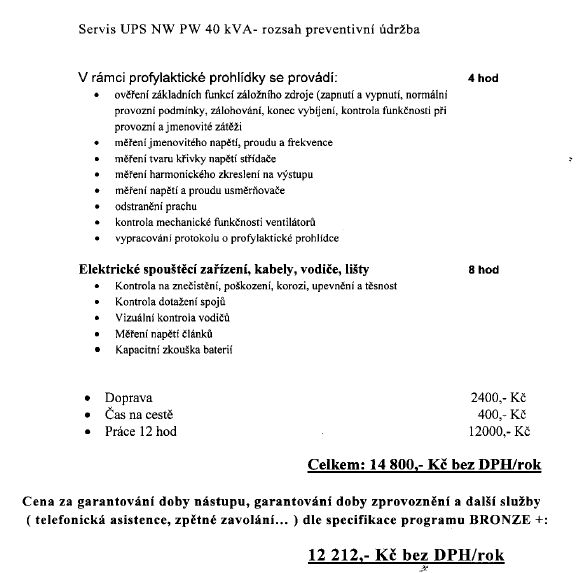 Servis UPS NW PW 40 kVA- rozsah preventivní údržba
V rámci profylaktické prohlídky se provádí: 4 hod
• ověření základních funkcí záložního zdroje (zapnutí a vypnutí, normální
provozní podmínky, zálohování, konec vybíjení, kontrola funkčnosti při
provozní a jmenovité zátěži
• měření jmenovitého napětí, proudu a frekvence
• měření tvaru křivky napětí střídače
• měření harmonického zkreslení na výstupu
• měření napětí a proudu usměrňovače
• odstranění prachu
• kontrola mechanické funkčnosti ventilátorů
• vypracování protokolu o profylaktické prohlídce
Elektrické spouštěcí zařízení, kabely, vodiče, lišty 8 hod
• Kontrola na znečistění, poškození, korozi, upevnění a těsnost
• Kontrola dotažení spojů
• Vizuální kontrola vodičů
• Měření napětí článků
• Kapacitní zkouška baterií
• Doprava 2400,- Kč
• Čas na cestě 400,- Kč
• Práce 12 hod 12000,- Kč
Celkem: 14 800,- Kč bez DPH/rok
Cena za garantování doby nástupu, garantování doby zprovoznění a další služby
( telefonická asistence, zpětné zavolání... ) dle specifikace programu BRONZE +:
12 212,- Kč bez DPH/rok